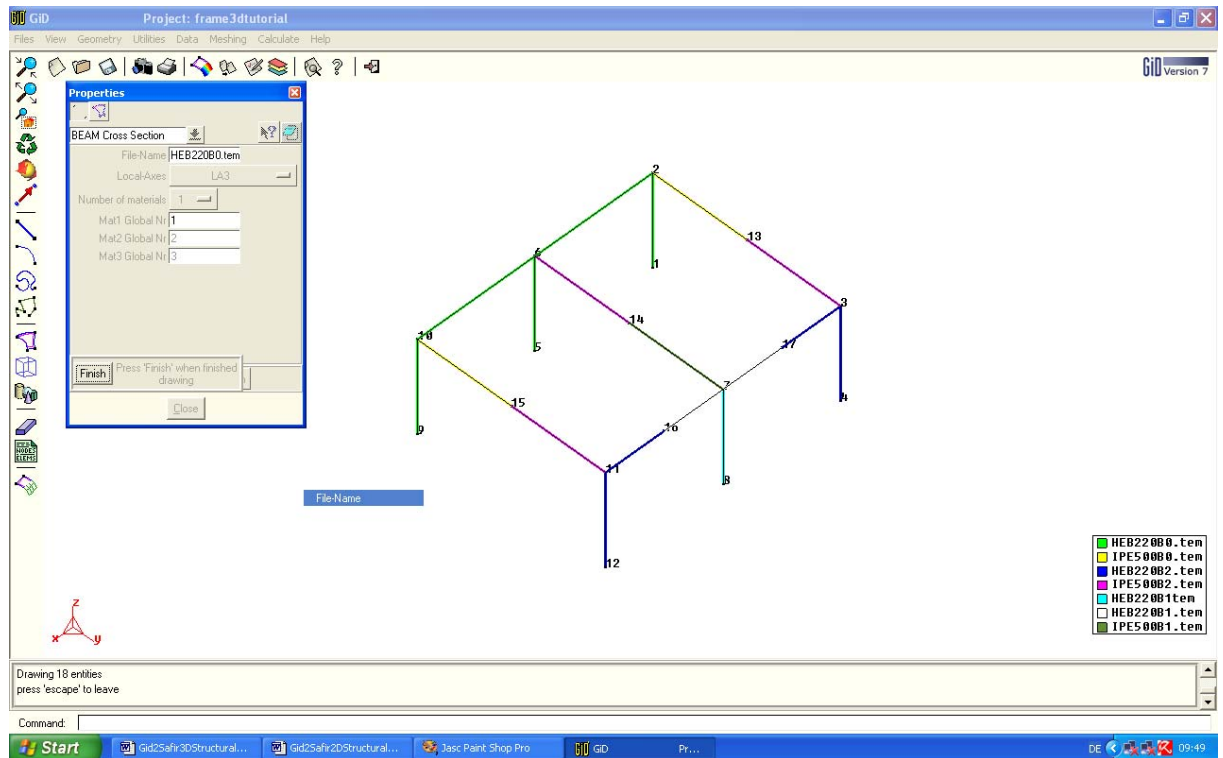 GiD Project: frame3dtutorial
Files View Geometry Utilities Data Meshing Calculate Help
GiD Version 7
Properties
BEAM Cross Section
File-Name HEB220B0.tem
Local-Axes LA3
Number of materials 1
Mat1 Global Nr 1
Mat2 Global Nr 2
Mat3 Global Nr 3
Finish Press 'Finish' when finished drawing
Close
2
13
1
6
3
14
10
5
17
7
4
15
9
16
11
8
File-Name
12
HEB220B0.tem
IPE500B0.tem
HEB220B2.tem
IPE500B2.tem
HEB220B1tem
HEB220B1.tem
IPE500B1.tem
z
x y
Drawing 18 entities
press 'escape' to leave
Command:
Start Gid2Safir3DStructural... Gid2Safir2DStructural... Jasc Paint Shop Pro GiD Pr... DE 09:49